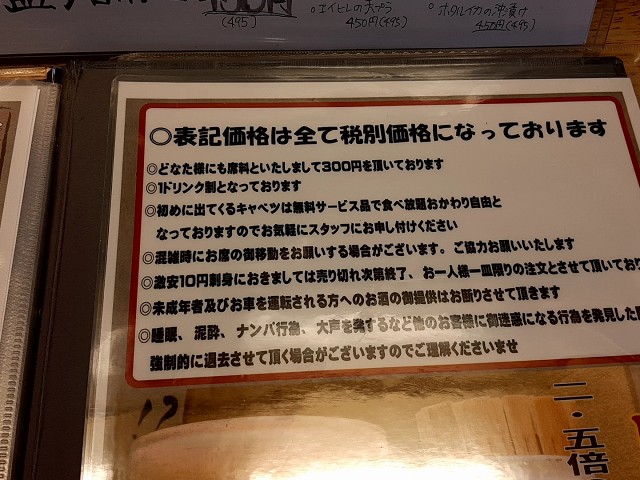 (495)
○エイヒレの天ぷら
450円(495)
○ホタルイカの沖漬け
450円(495)
○表記価格は全て税別価格になっております
◎どなた様にも席料といたしまして300円を頂いております
◎1ドリンク制となっております
◎初めに出てくるキャベツは無料サービス品で食べ放題おかわり自由と
なっておりますのでお気軽にスタッフにお申し付けください
◎混雑時にお席の御移動をお願いする場合がございます。ご協力お願いいたします
◎激安10円刺身におきましては売り切れ次第終了、お一人様一皿限りの注文とさせて頂いてお
◎未成年者及びお車を運転される方へのお酒の御提供はお断りさせて頂きます
◎睡眠、泥酔、ナンパ行為、大声を発するなど他のお客様に御迷惑になる行為を発見した
強制的に退去させて頂く場合がございますのでご理解くださいませ
二・五倍